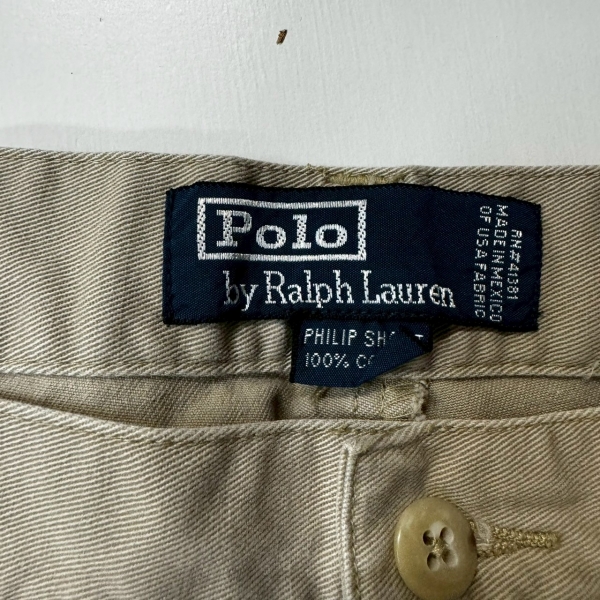 Polo
by Ralph Lauren
RN#41381
MADE IN MEXICO
OF USA FABRIC
PHILIP
100%